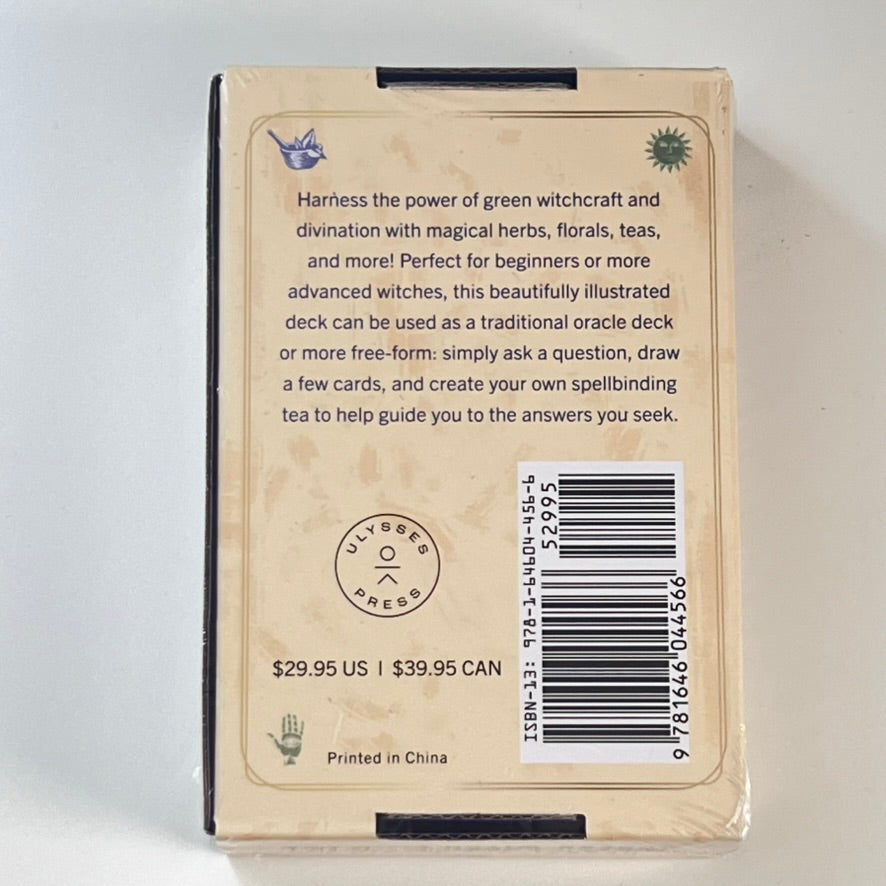 Harness the power of green witchcraft and
divination with magical herbs, florals, teas,
and more! Perfect for beginners or more
advanced witches, this beautifully illustrated
deck can be used as a traditional oracle deck
or more free-form: simply ask a question, draw
a few cards, and create your own spellbinding
tea to help guide you to the answers you seek.
ULYSSES
PRESS
$29.95 US | $39.95 CAN
Printed in China
ISBN-13: 978-1-64604-456-6
52995
9 781646 044566